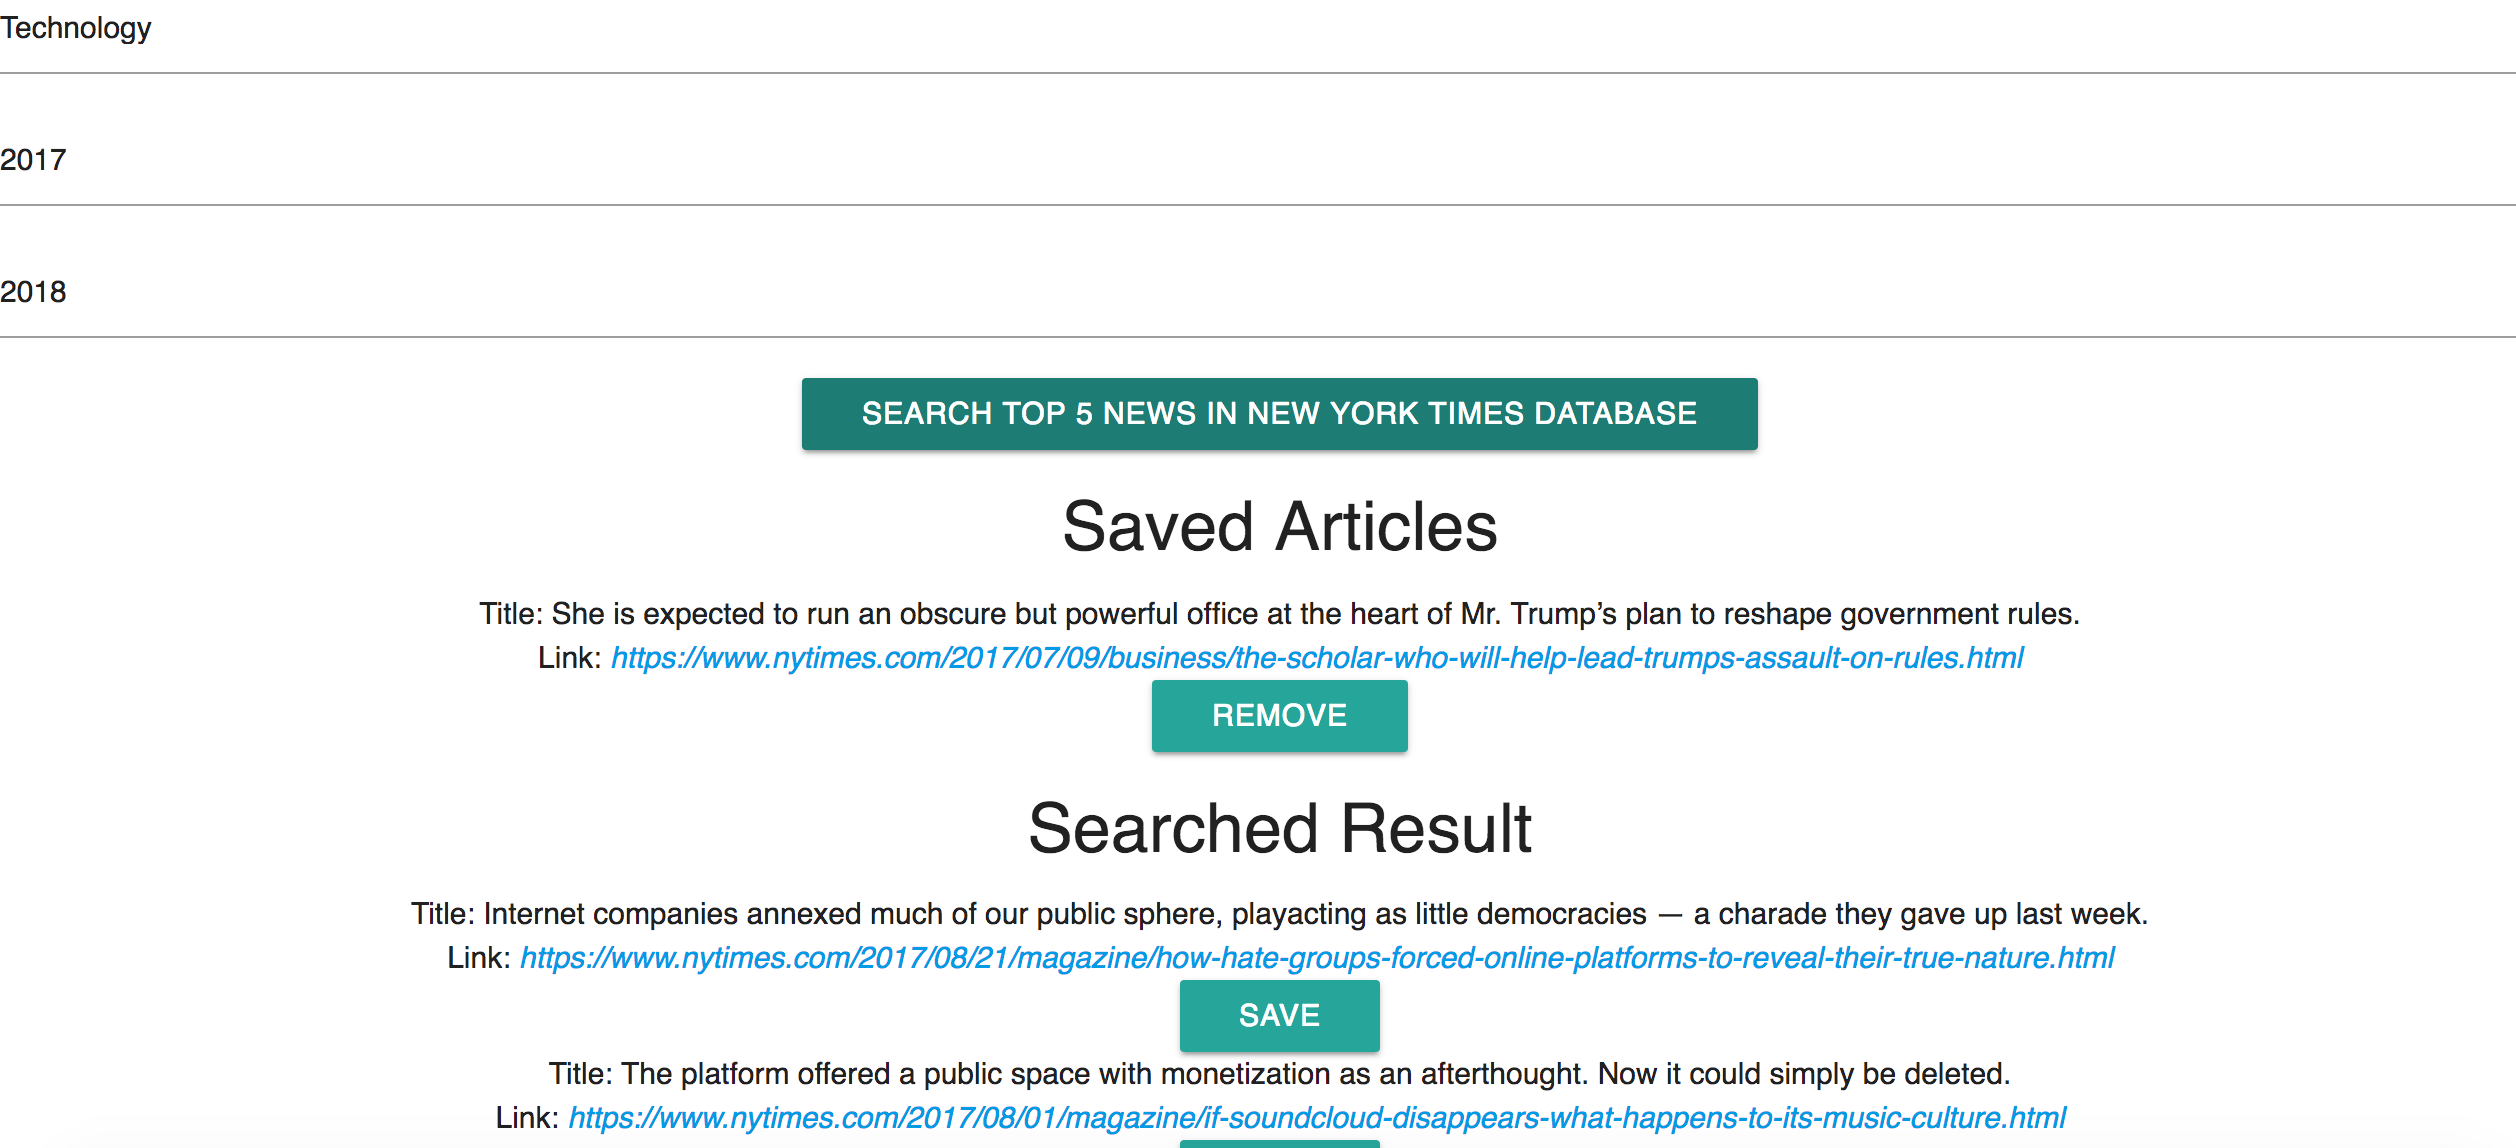 Technology
2017
2018
SEARCH TOP 5 NEWS IN NEW YORK TIMES DATABASE
Saved Articles
Title: She is expected to run an obscure but powerful office at the heart of Mr. Trump’s plan to reshape government rules.
Link: https://www.nytimes.com/2017/07/09/business/the-scholar-who-will-help-lead-trumps-assault-on-rules.html
REMOVE
Searched Result
Title: Internet companies annexed much of our public sphere, playacting as little democracies — a charade they gave up last week.
Link: https://www.nytimes.com/2017/08/21/magazine/how-hate-groups-forced-online-platforms-to-reveal-their-true-nature.html
SAVE
Title: The platform offered a public space with monetization as an afterthought. Now it could simply be deleted.
Link: https://www.nytimes.com/2017/08/01/magazine/if-soundcloud-disappears-what-happens-to-its-music-culture.html